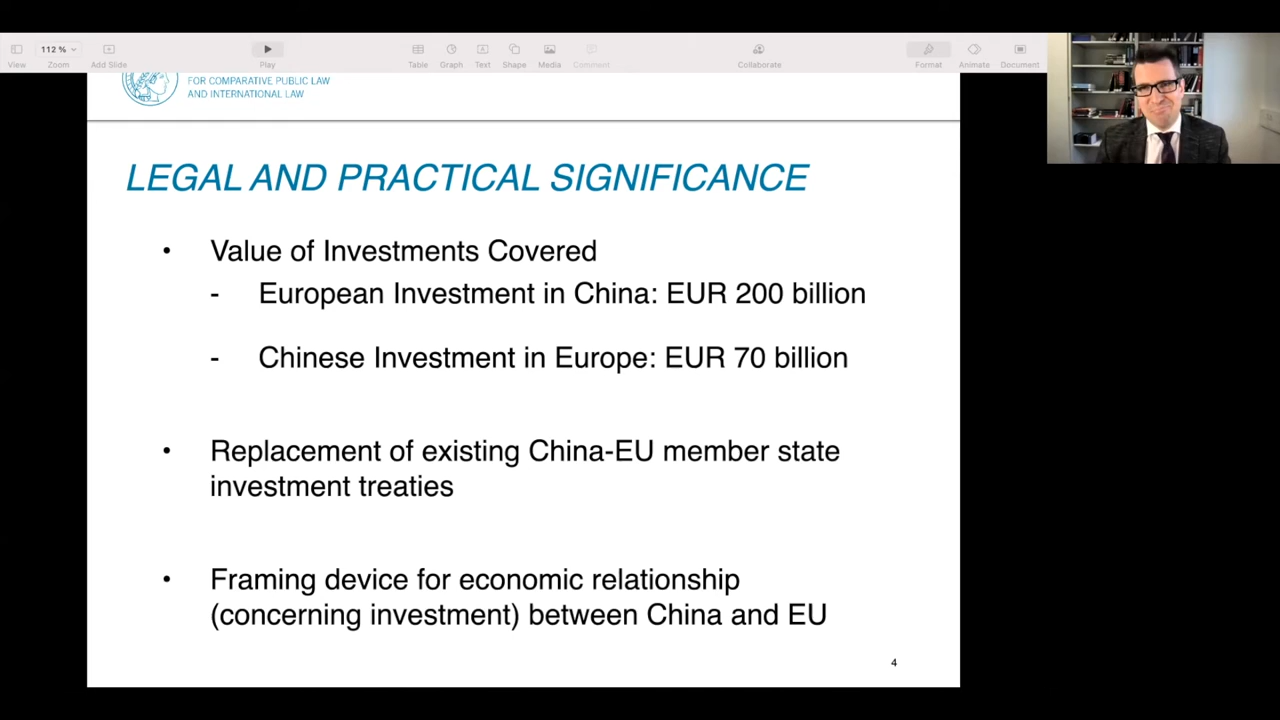 112 %
View
Zoom
Add Slide
Play
Table
Graph
Text
Shape
Media
Comment
Collaborate
Format
Animate
Document
FOR COMPARATIVE PUBLIC LAW
AND INTERNATIONAL LAW
LEGAL AND PRACTICAL SIGNIFICANCE
• Value of Investments Covered
- European Investment in China: EUR 200 billion
- Chinese Investment in Europe: EUR 70 billion
• Replacement of existing China-EU member state
investment treaties
• Framing device for economic relationship
(concerning investment) between China and EU
4